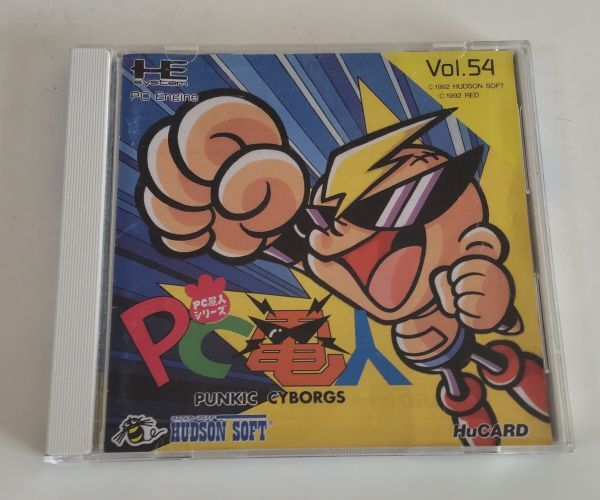 HE
SYSTEM
PC Engine
Vol.54
©1992 HUDSON SOFT
©1992 RED
PC原人
シリーズ
PC電人
PUNKIC CYBORGS
HUDSON SOFT
HuCARD